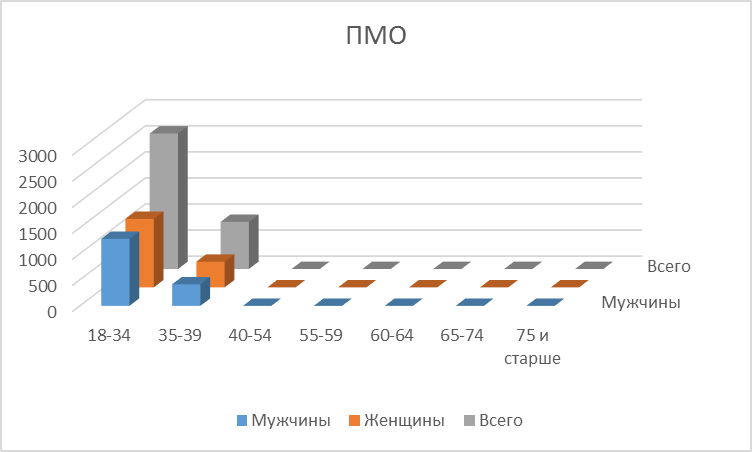 ПМО
3000
2500
2000
1500
1000
500
0
Всего
Мужчины
18-34 35-39 40-54 55-59 60-64 65-74 75 и
старше
Мужчины Женщины Всего